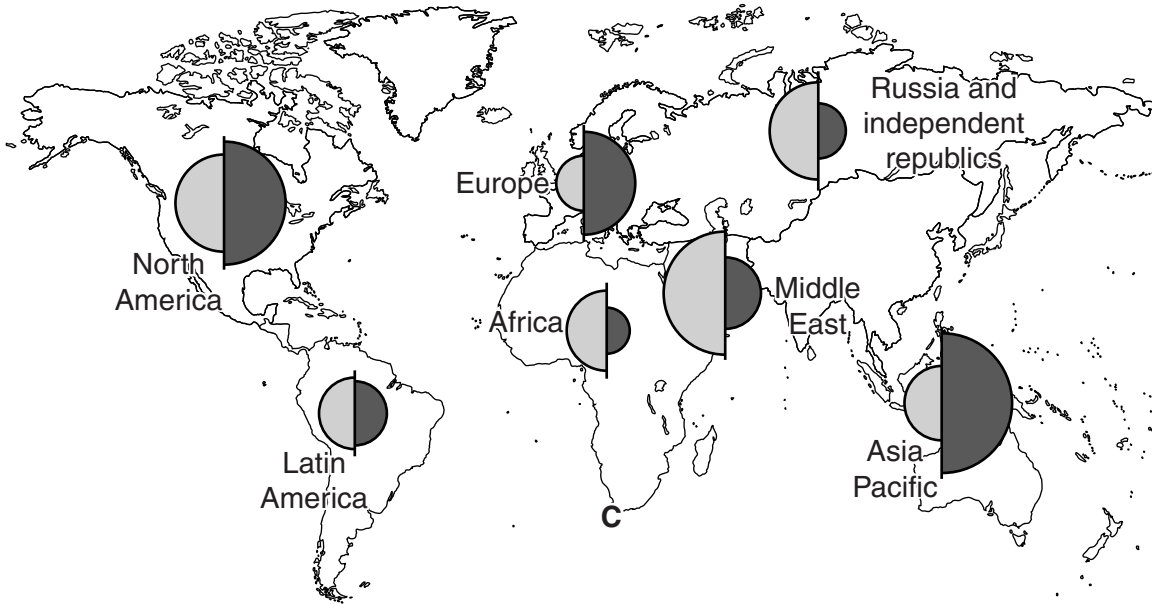 Russia and
independent
republics
Europe
North
America
Middle
East
Africa
Latin
America
Asia
Pacific
C